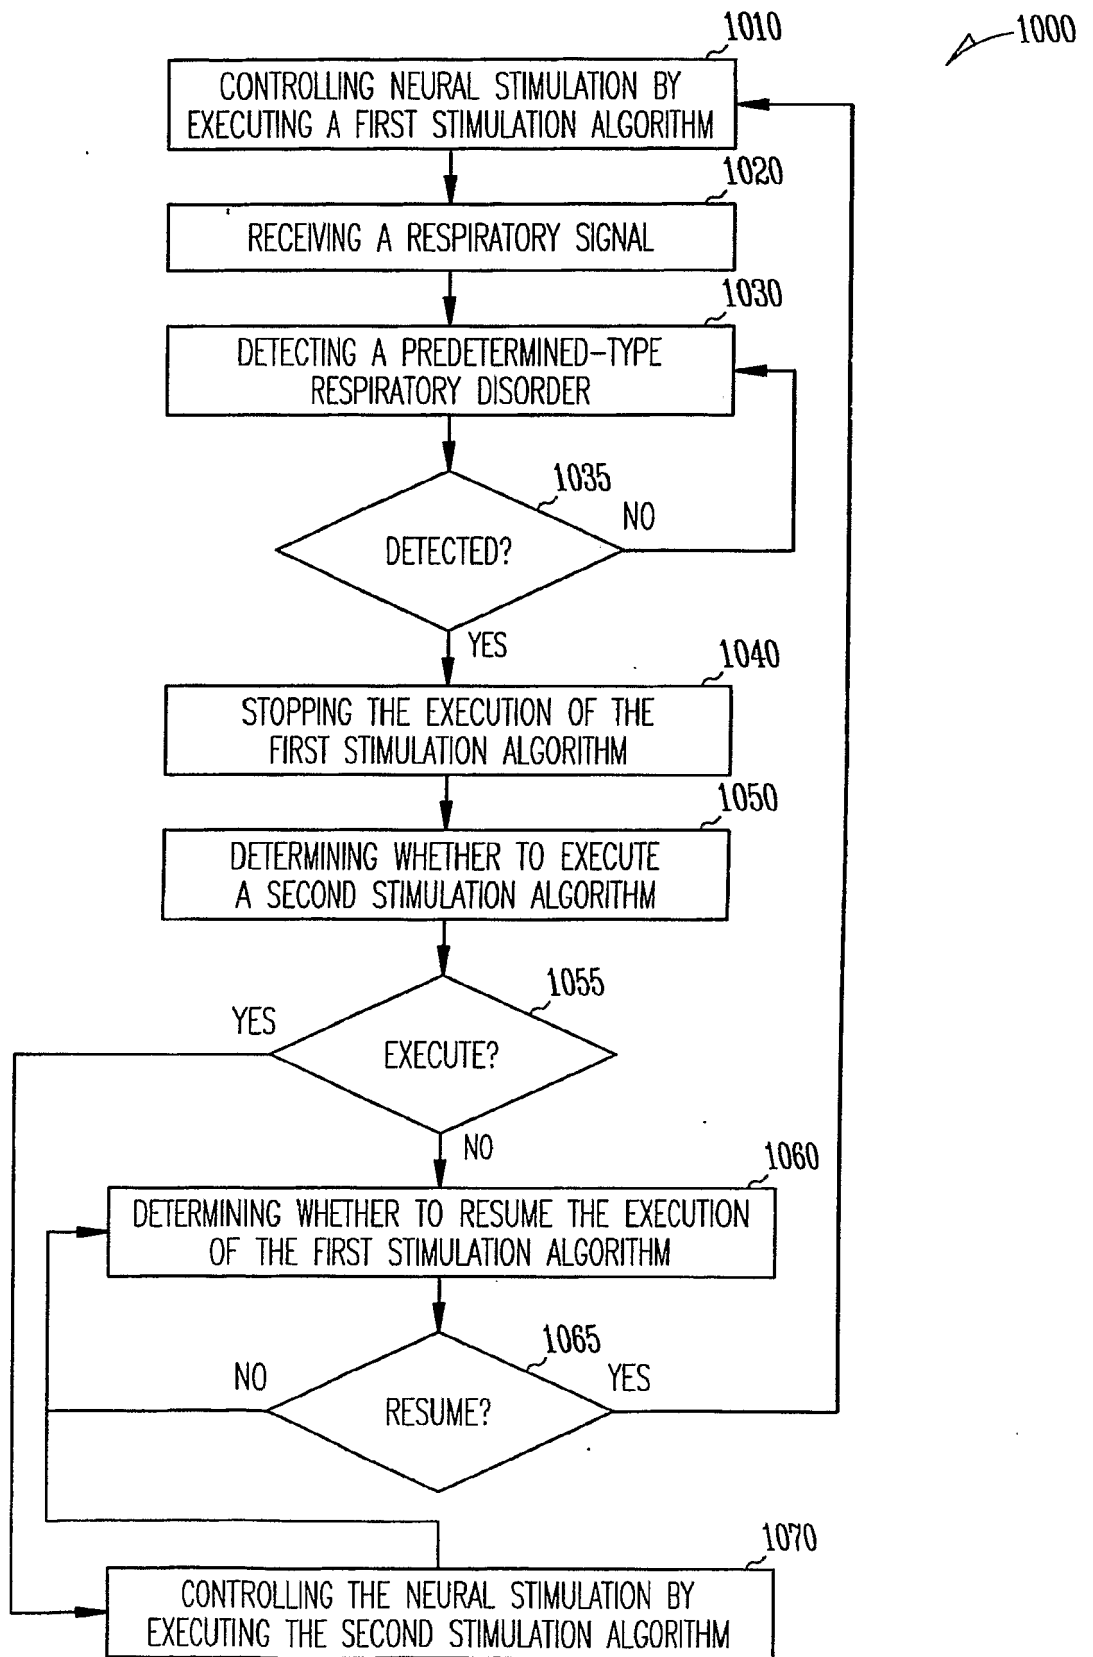 1000
1010
CONTROLLING NEURAL STIMULATION BY
EXECUTING A FIRST STIMULATION ALGORITHM
1020
RECEIVING A RESPIRATORY SIGNAL
1030
DETECTING A PREDETERMINED-TYPE
RESPIRATORY DISORDER
1035
DETECTED?
NO
YES
1040
STOPPING THE EXECUTION OF THE
FIRST STIMULATION ALGORITHM
1050
DETERMINING WHETHER TO EXECUTE
A SECOND STIMULATION ALGORITHM
1055
YES
EXECUTE?
NO
1060
DETERMINING WHETHER TO RESUME THE EXECUTION
OF THE FIRST STIMULATION ALGORITHM
1065
NO
RESUME?
YES
1070
CONTROLLING THE NEURAL STIMULATION BY
EXECUTING THE SECOND STIMULATION ALGORITHM